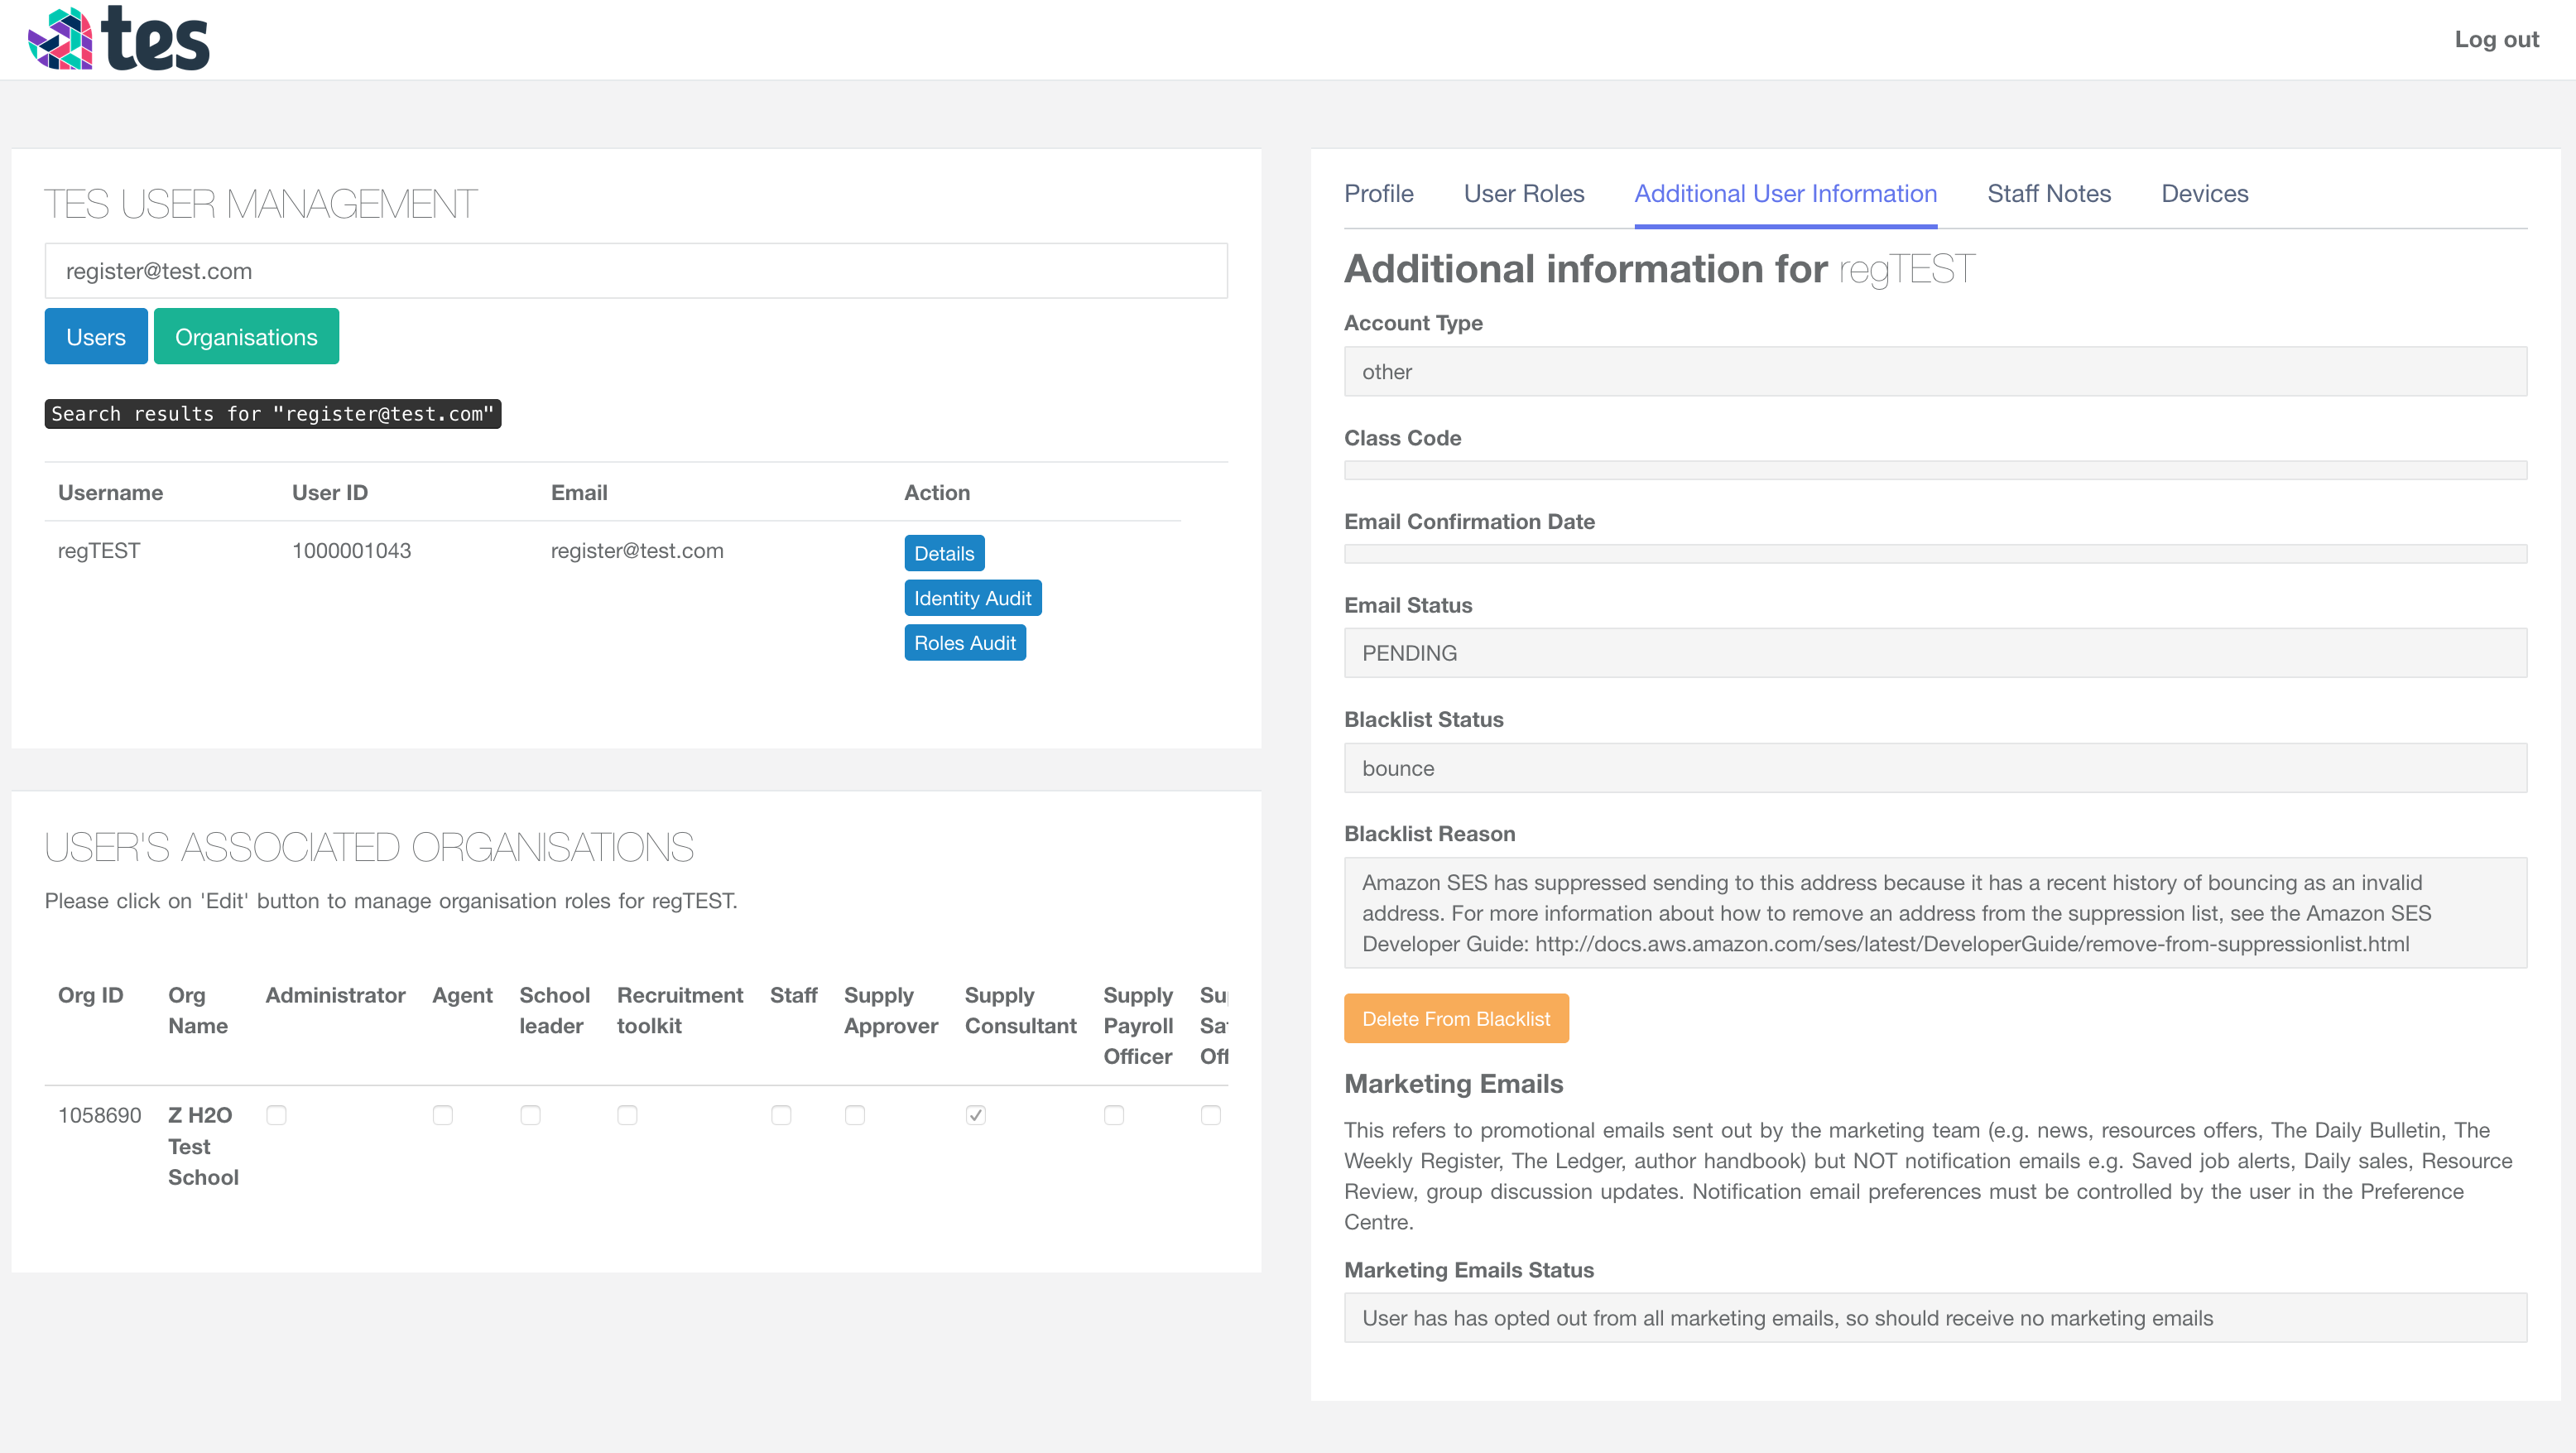 tes
Log out
TES USER MANAGEMENT
register@test.com
Users
Organisations
Search results for "register@test.com"
Username User ID Email Action
regTEST 1000001043 register@test.com Details
Identity Audit
Roles Audit
USER'S ASSOCIATED ORGANISATIONS
Please click on 'Edit' button to manage organisation roles for regTEST.
Org ID Org Administrator Agent School Recruitment Staff Supply Supply Supply
Name leader toolkit Approver Consultant Payroll
Officer
1058690 Z H2O
Test
School
Profile User Roles Additional User Information Staff Notes Devices
Additional information for regTEST
Account Type
other
Class Code
Email Confirmation Date
Email Status
PENDING
Blacklist Status
bounce
Blacklist Reason
Amazon SES has suppressed sending to this address because it has a recent history of bouncing as an invalid
address. For more information about how to remove an address from the suppression list, see the Amazon SES
Developer Guide: http://docs.aws.amazon.com/ses/latest/DeveloperGuide/remove-from-suppressionlist.html
Delete From Blacklist
Marketing Emails
This refers to promotional emails sent out by the marketing team (e.g. news, resources offers, The Daily Bulletin, The
Weekly Register, The Ledger, author handbook) but NOT notification emails e.g. Saved job alerts, Daily sales, Resource
Review, group discussion updates. Notification email preferences must be controlled by the user in the Preference
Centre.
Marketing Emails Status
User has has opted out from all marketing emails, so should receive no marketing emails